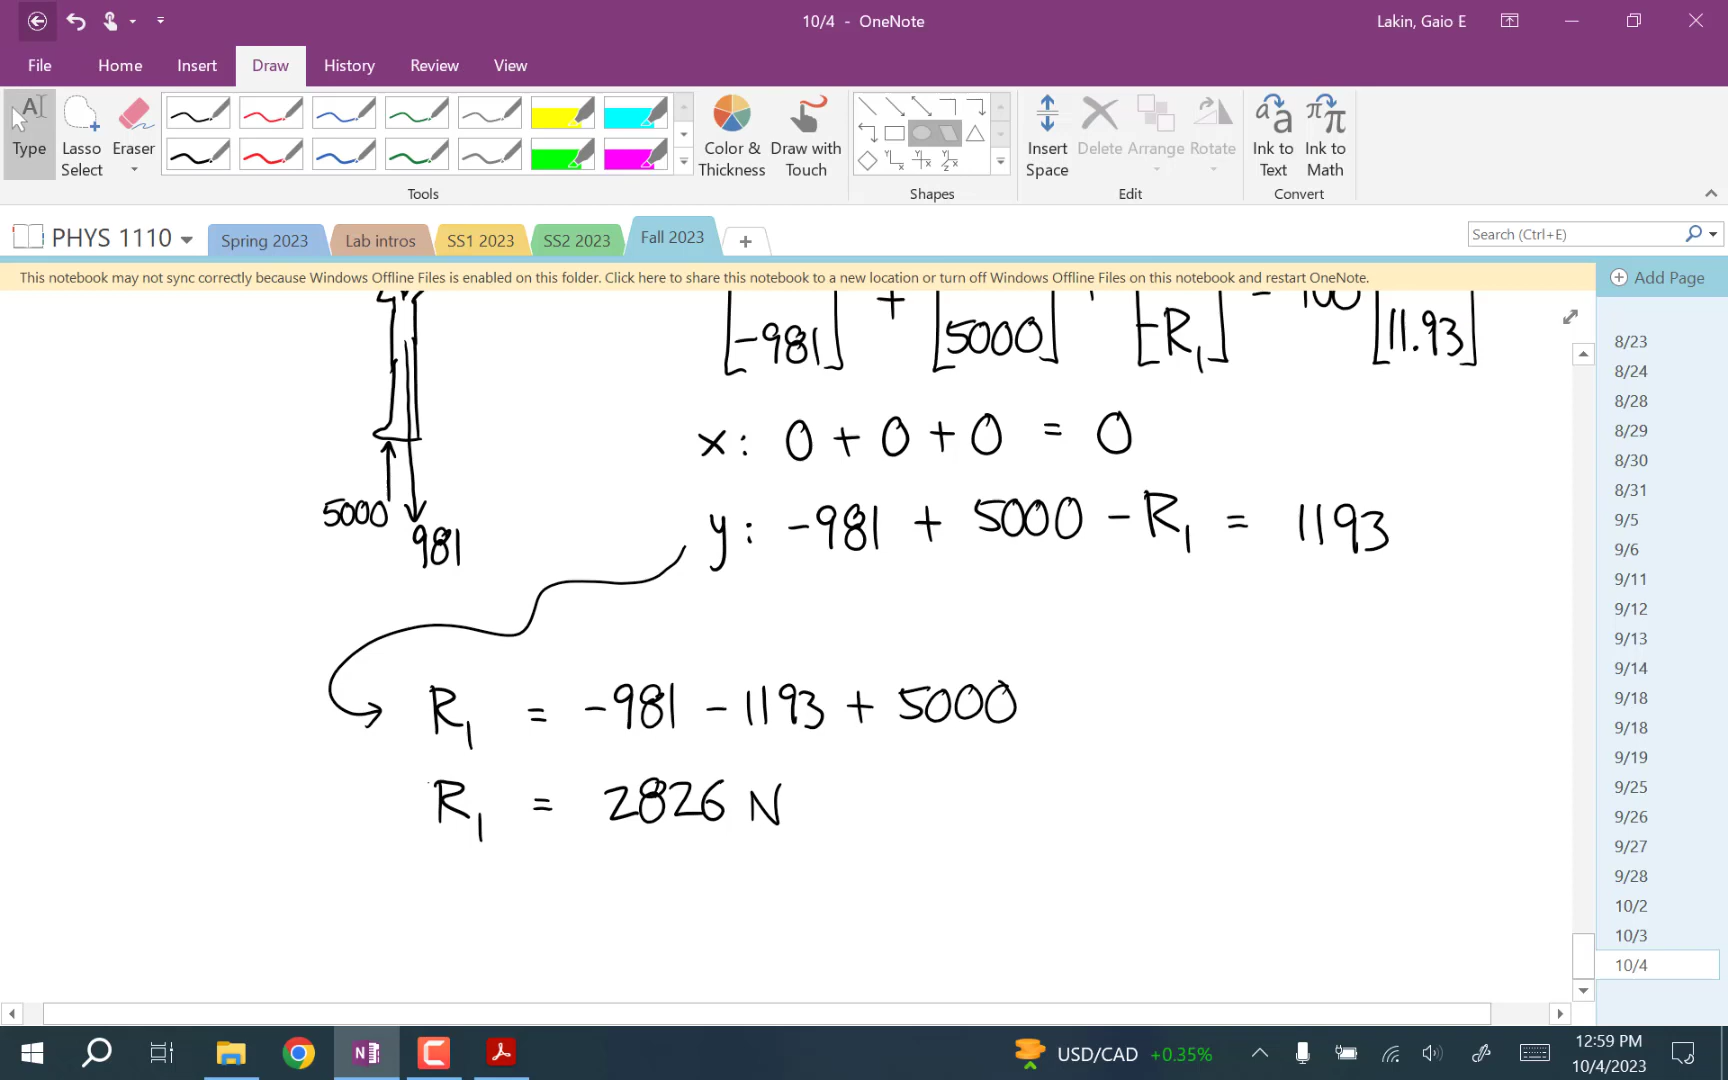 10/4 - OneNote
Lakin, Gaio E
File Home Insert Draw History Review View
Type
Lasso Select
Eraser
Color & Thickness
Draw with Touch
Insert Space
Delete
Arrange
Rotate
Ink to Text
Ink to Math
Tools
Shapes
Edit
Convert
PHYS 1110
Spring 2023
Lab intros
SS1 2023
SS2 2023
Fall 2023
Search (Ctrl+E)
This notebook may not sync correctly because Windows Offline Files is enabled on this folder. Click here to share this notebook to a new location or turn off Windows Offline Files on this notebook and restart OneNote.
Add Page
[-981] + [5000] [-R1] = 100 [11.93]
x: 0 + 0 + 0 = 0
y: -981 + 5000 - R1 = 1193
5000
981
R1 = -981 - 1193 + 5000
R1 = 2826 N
8/23
8/24
8/28
8/29
8/30
8/31
9/5
9/6
9/11
9/12
9/13
9/14
9/18
9/18
9/19
9/25
9/26
9/27
9/28
10/2
10/3
10/4
USD/CAD +0.35%
12:59 PM
10/4/2023